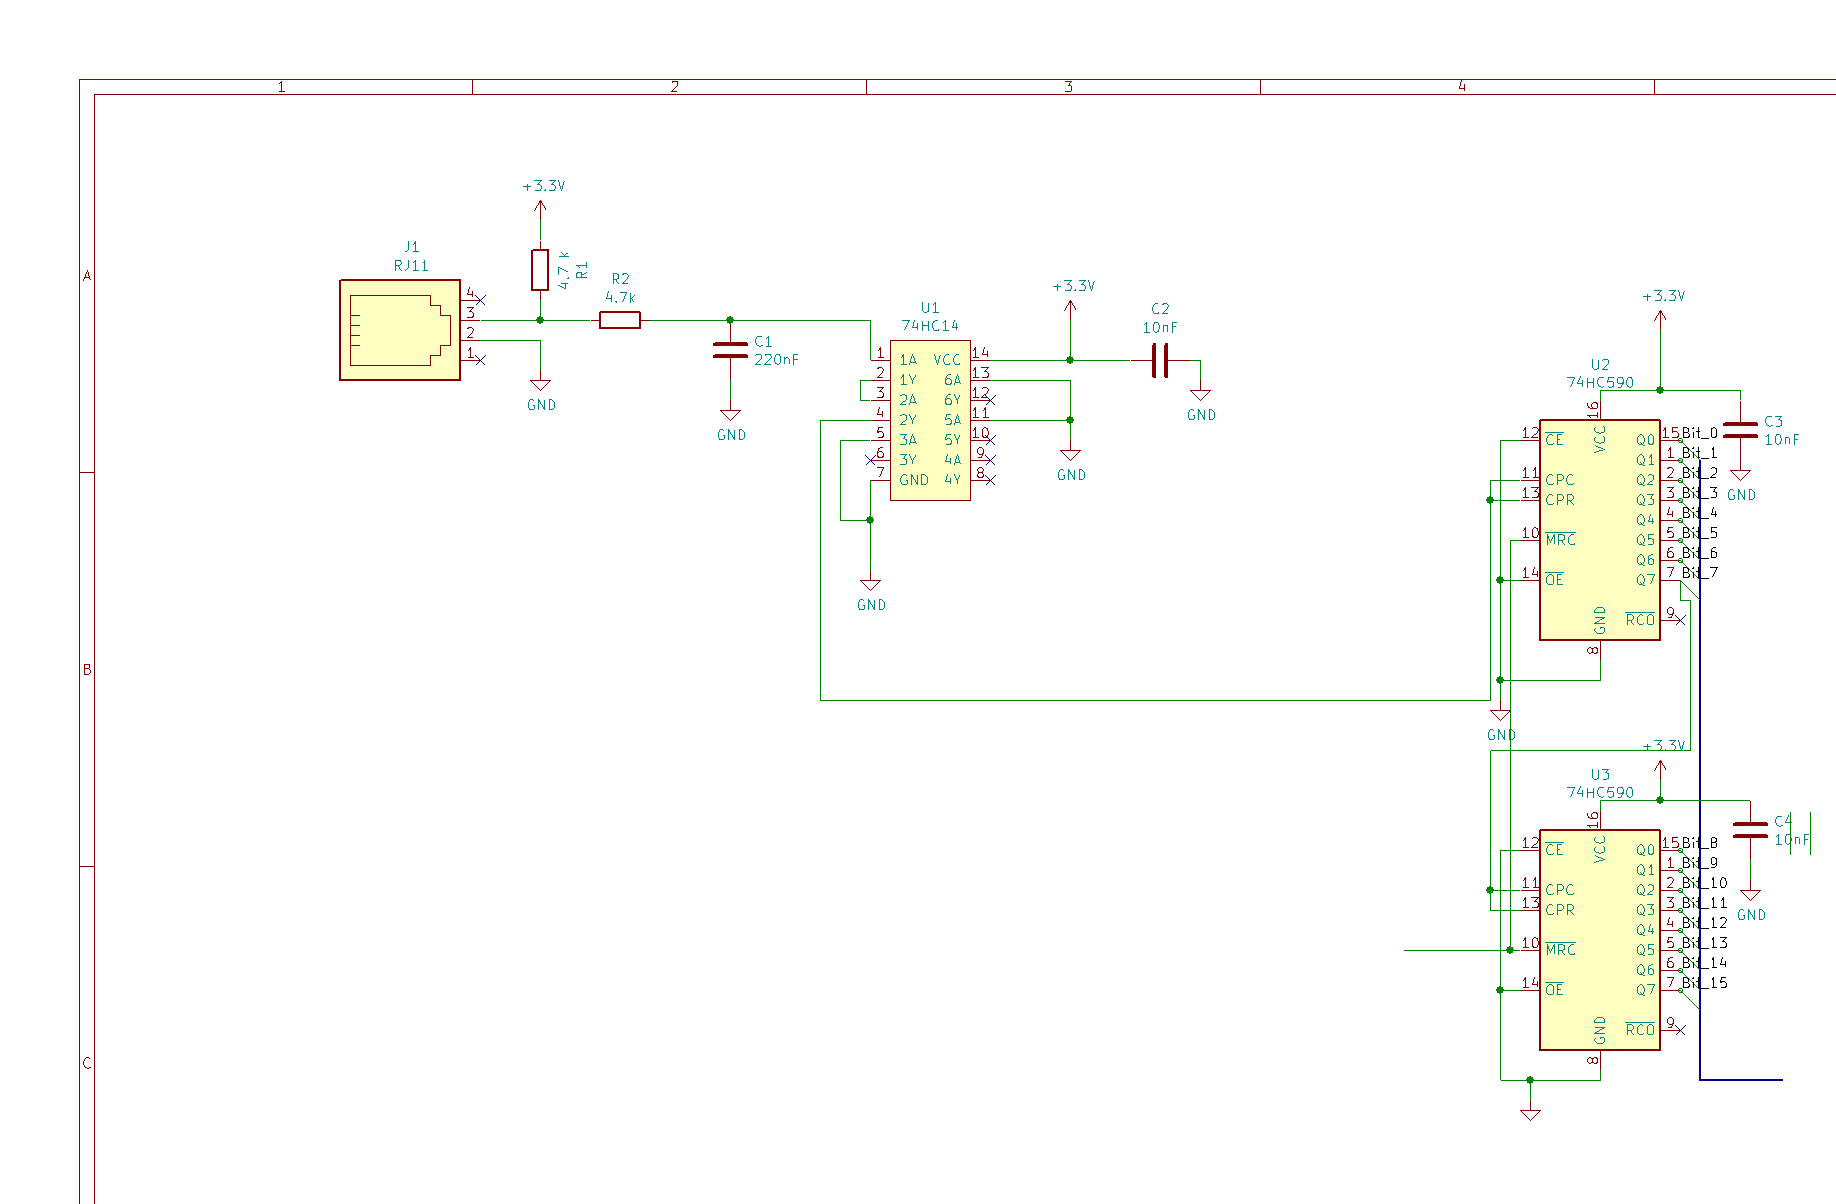 1
2
3
4
A
B
C
+3.3V
4.7 k
R1
J1
RJ11
4
3
2
1
GND
R2
4.7k
C1
220nF
GND
U1
74HC14
1 1A VCC 14
2 1Y 6A 13
3 2A 6Y 12
4 2Y 5A 11
5 3A 5Y 10
6 3Y 4A 9
7 GND 4Y 8
GND
+3.3V
C2
10nF
GND
GND
+3.3V
U2
74HC590
16
VCC
C3
10nF
GND
12 CE Q0 15 Bit_0
Q1 1 Bit_1
11 CPC Q2 2 Bit_2
13 CPR Q3 3 Bit_3
Q4 4 Bit_4
10 MRC Q5 5 Bit_5
Q6 6 Bit_6
14 OE Q7 7 Bit_7
GND
RCO 9
8
GND
+3.3V
U3
74HC590
16
VCC
C4
10nF
GND
12 CE Q0 15 Bit_8
Q1 1 Bit_9
11 CPC Q2 2 Bit_10
13 CPR Q3 3 Bit_11
Q4 4 Bit_12
10 MRC Q5 5 Bit_13
Q6 6 Bit_14
14 OE Q7 7 Bit_15
GND
RCO 9
8